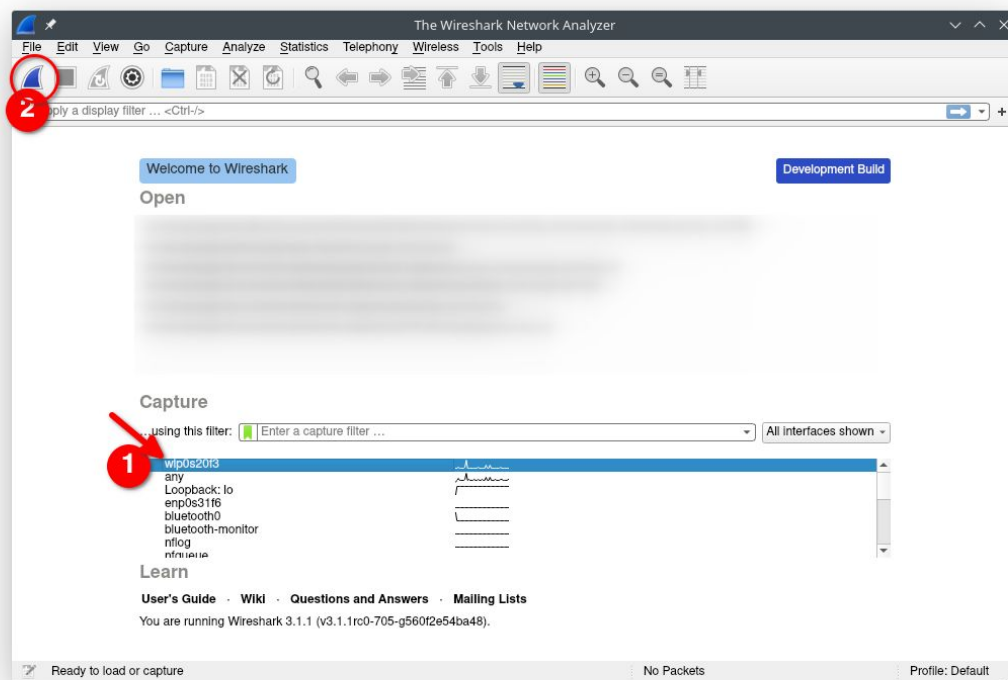 The Wireshark Network Analyzer
File Edit View Go Capture Analyze Statistics Telephony Wireless Tools Help
2 ply a display filter ... <Ctrl-/> +
Welcome to Wireshark
Development Build
Open
Capture
...using this filter: Enter a capture filter ... All interfaces shown
1
wlp0s20f3
any
Loopback: lo
enp0s31f6
bluetooth0
bluetooth-monitor
nflog
nfqueue
Learn
User's Guide · Wiki · Questions and Answers · Mailing Lists
You are running Wireshark 3.1.1 (v3.1.1rc0-705-g560f2e54ba48).
Ready to load or capture No Packets Profile: Default